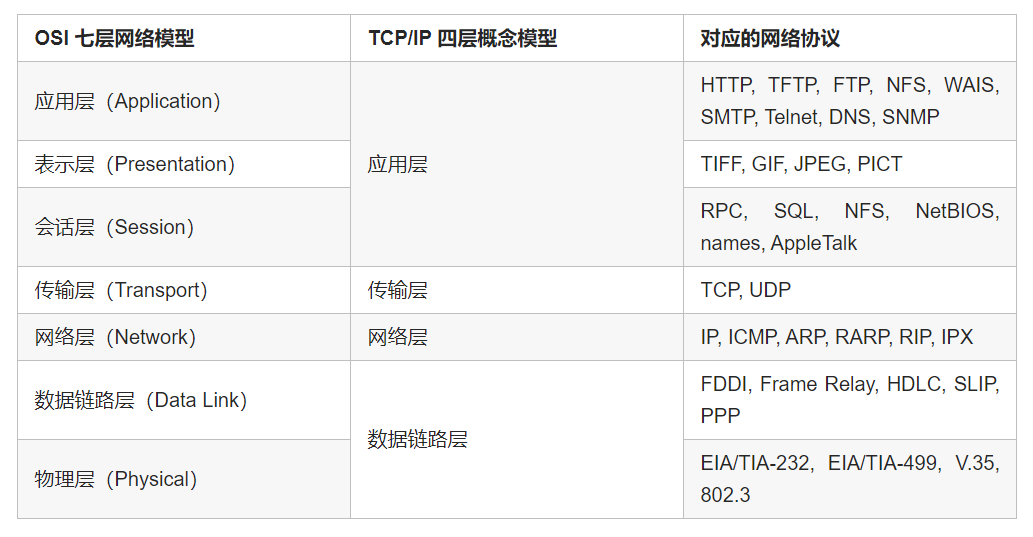 OSI 七层网络模型 TCP/IP 四层概念模型 对应的网络协议
应用层（Application） 应用层 HTTP, TFTP, FTP, NFS, WAIS,
SMTP, Telnet, DNS, SNMP
表示层（Presentation） TIFF, GIF, JPEG, PICT
会话层（Session） RPC, SQL, NFS, NetBIOS,
names, AppleTalk
传输层（Transport） 传输层 TCP, UDP
网络层（Network） 网络层 IP, ICMP, ARP, RARP, RIP, IPX
数据链路层（Data Link） 数据链路层 FDDI, Frame Relay, HDLC, SLIP,
PPP
物理层（Physical） EIA/TIA-232, EIA/TIA-499, V.35,
802.3